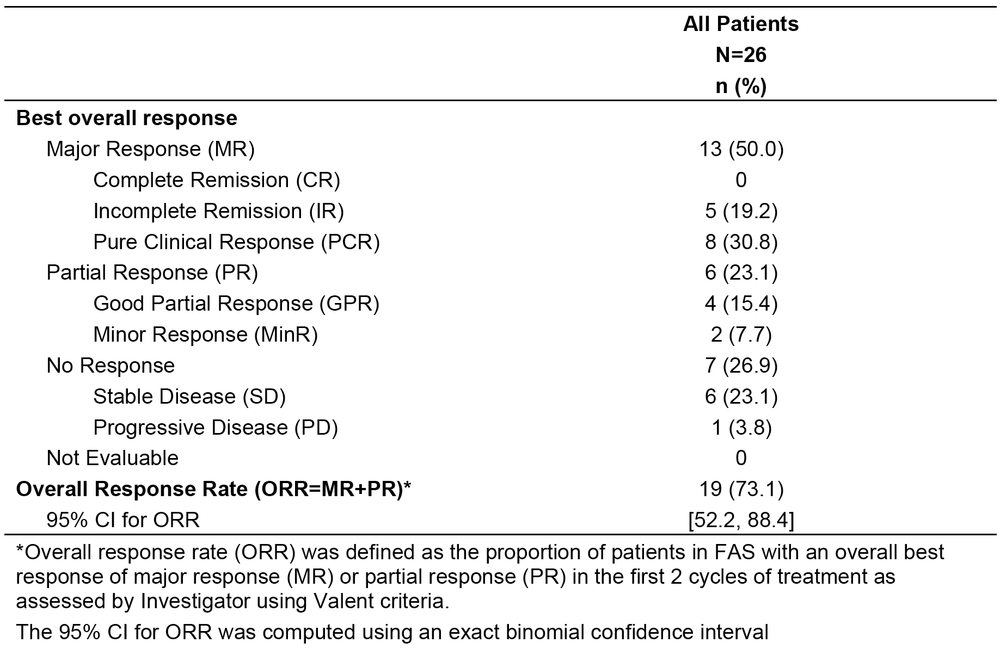 All Patients
N=26
n (%)
Best overall response
Major Response (MR) 13 (50.0)
Complete Remission (CR) 0
Incomplete Remission (IR) 5 (19.2)
Pure Clinical Response (PCR) 8 (30.8)
Partial Response (PR) 6 (23.1)
Good Partial Response (GPR) 4 (15.4)
Minor Response (MinR) 2 (7.7)
No Response 7 (26.9)
Stable Disease (SD) 6 (23.1)
Progressive Disease (PD) 1 (3.8)
Not Evaluable 0
Overall Response Rate (ORR=MR+PR)* 19 (73.1)
95% CI for ORR [52.2, 88.4]
*Overall response rate (ORR) was defined as the proportion of patients in FAS with an overall best
response of major response (MR) or partial response (PR) in the first 2 cycles of treatment as
assessed by Investigator using Valent criteria.
The 95% CI for ORR was computed using an exact binomial confidence interval